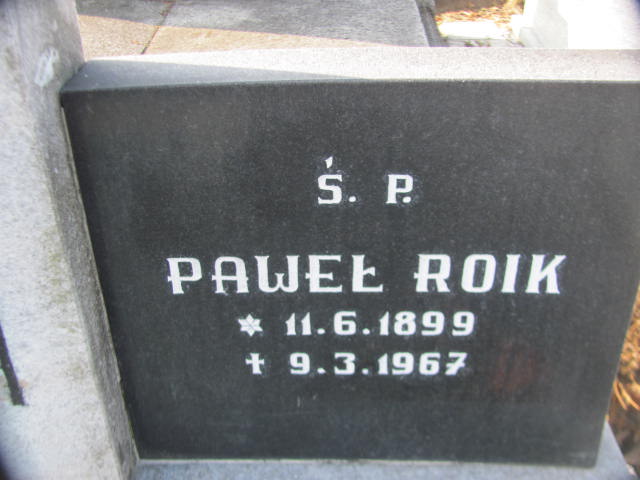 Ś. P.
PAWEŁ ROIK
* 11.6.1899
✝ 9.3.1967